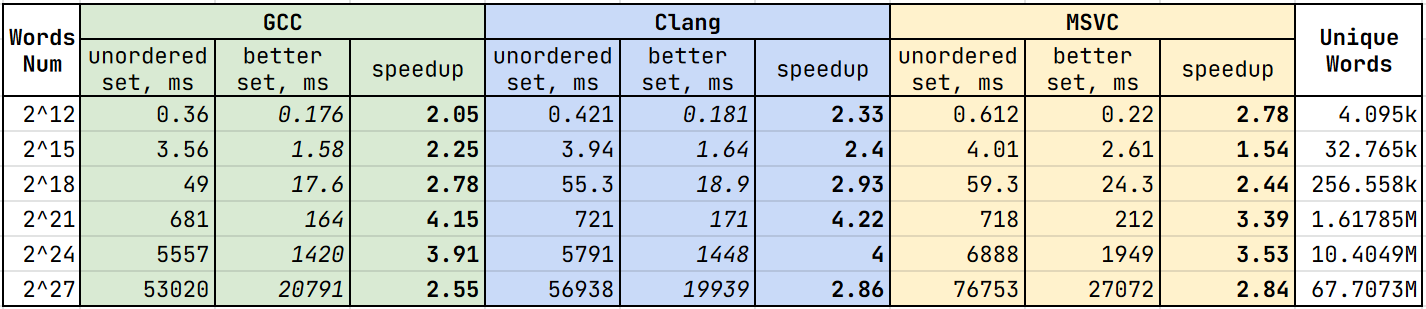 Words Num GCC Clang MSVC Unique Words
unordered set, ms better set, ms speedup unordered set, ms better set, ms speedup unordered set, ms better set, ms speedup
2^12 0.36 0.176 2.05 0.421 0.181 2.33 0.612 0.22 2.78 4.095k
2^15 3.56 1.58 2.25 3.94 1.64 2.4 4.01 2.61 1.54 32.765k
2^18 49 17.6 2.78 55.3 18.9 2.93 59.3 24.3 2.44 256.558k
2^21 681 164 4.15 721 171 4.22 718 212 3.39 1.61785M
2^24 5557 1420 3.91 5791 1448 4 6888 1949 3.53 10.4049M
2^27 53020 20791 2.55 56938 19939 2.86 76753 27072 2.84 67.7073M